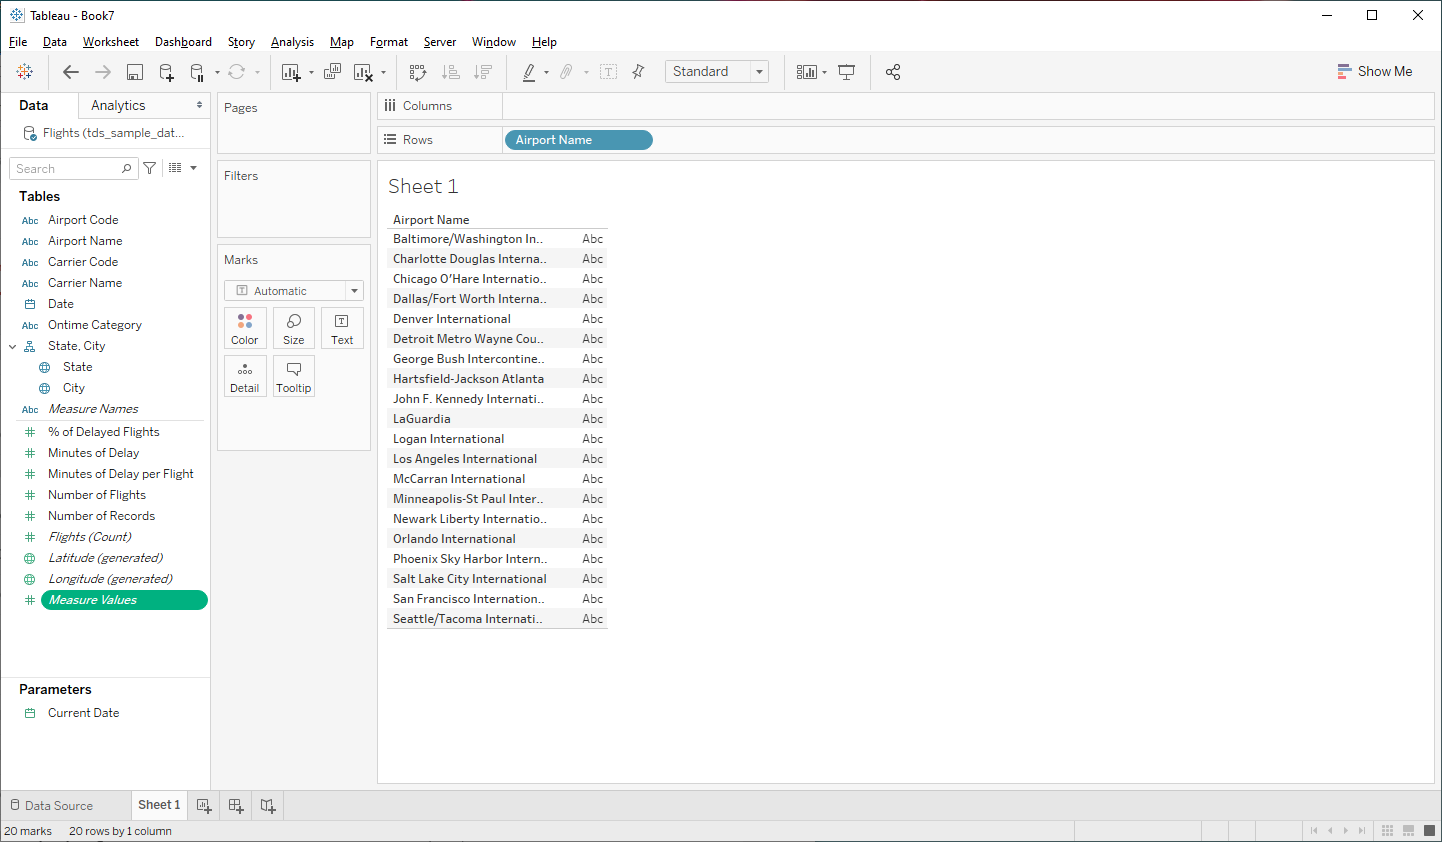 Tableau - Book7
File Data Worksheet Dashboard Story Analysis Map Format Server Window Help
Standard
Show Me
Data Analytics
Flights (tds_sample_dat...
Search
Tables
Abc Airport Code
Abc Airport Name
Abc Carrier Code
Abc Carrier Name
Date
Abc Ontime Category
State, City
State
City
Abc Measure Names
# % of Delayed Flights
# Minutes of Delay
# Minutes of Delay per Flight
# Number of Flights
# Number of Records
# Flights (Count)
Latitude (generated)
Longitude (generated)
# Measure Values
Parameters
Current Date
Pages
Filters
Marks
T Automatic
Color Size T Text
Detail Tooltip
Columns
Rows Airport Name
Sheet 1
Airport Name
Baltimore/Washington In.. Abc
Charlotte Douglas Interna.. Abc
Chicago O'Hare Internatio.. Abc
Dallas/Fort Worth Interna.. Abc
Denver International Abc
Detroit Metro Wayne Cou.. Abc
George Bush Intercontine.. Abc
Hartsfield-Jackson Atlanta Abc
John F. Kennedy Internati.. Abc
LaGuardia Abc
Logan International Abc
Los Angeles International Abc
McCarran International Abc
Minneapolis-St Paul Inter.. Abc
Newark Liberty Internatio.. Abc
Orlando International Abc
Phoenix Sky Harbor Intern.. Abc
Salt Lake City International Abc
San Francisco Internation.. Abc
Seattle/Tacoma Internati.. Abc
Data Source Sheet 1
20 marks 20 rows by 1 column